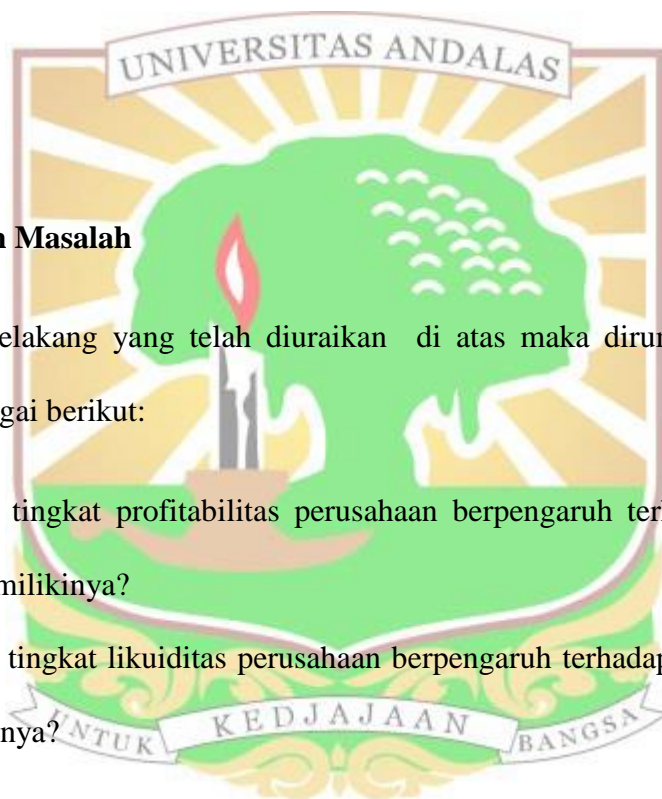 UNIVERSITAS ANDALAS
n Masalah
elakang yang telah diuraikan di atas maka dirun
gai berikut:
tingkat profitabilitas perusahaan berpengaruh ter
milikinya?
tingkat likuiditas perusahaan berpengaruh terhadap
nya?
UNTUK KEDJAJAAN BANGSA